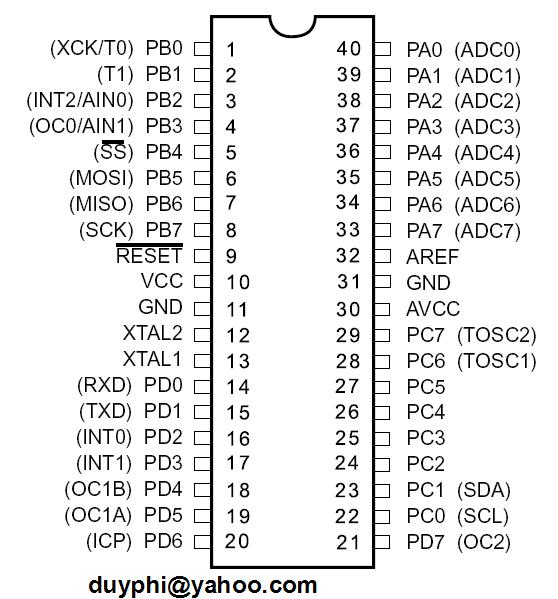 (XCK/T0) PB0 1 40 PA0 (ADC0)
(T1) PB1 2 39 PA1 (ADC1)
(INT2/AIN0) PB2 3 38 PA2 (ADC2)
(OC0/AIN1) PB3 4 37 PA3 (ADC3)
(SS) PB4 5 36 PA4 (ADC4)
(MOSI) PB5 6 35 PA5 (ADC5)
(MISO) PB6 7 34 PA6 (ADC6)
(SCK) PB7 8 33 PA7 (ADC7)
RESET 9 32 AREF
VCC 10 31 GND
GND 11 30 AVCC
XTAL2 12 29 PC7 (TOSC2)
XTAL1 13 28 PC6 (TOSC1)
(RXD) PD0 14 27 PC5
(TXD) PD1 15 26 PC4
(INT0) PD2 16 25 PC3
(INT1) PD3 17 24 PC2
(OC1B) PD4 18 23 PC1 (SDA)
(OC1A) PD5 19 22 PC0 (SCL)
(ICP) PD6 20 21 PD7 (OC2)
duyphi@yahoo.com